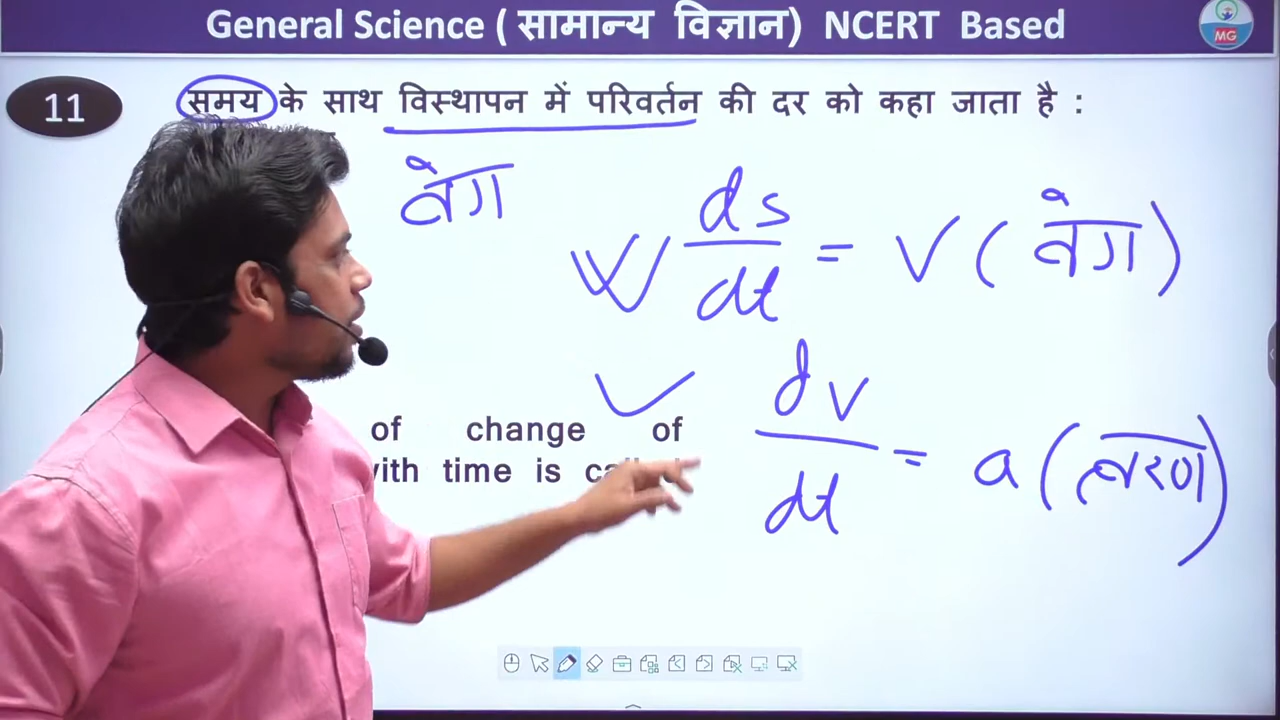 General Science ( सामान्य विज्ञान) NCERT Based
MG
11
समय के साथ विस्थापन में परिवर्तन की दर को कहा जाता है :
वेग
ds
dt
= v ( वेग )
dv
dt
= a ( त्वरण )
of change of
with time is called